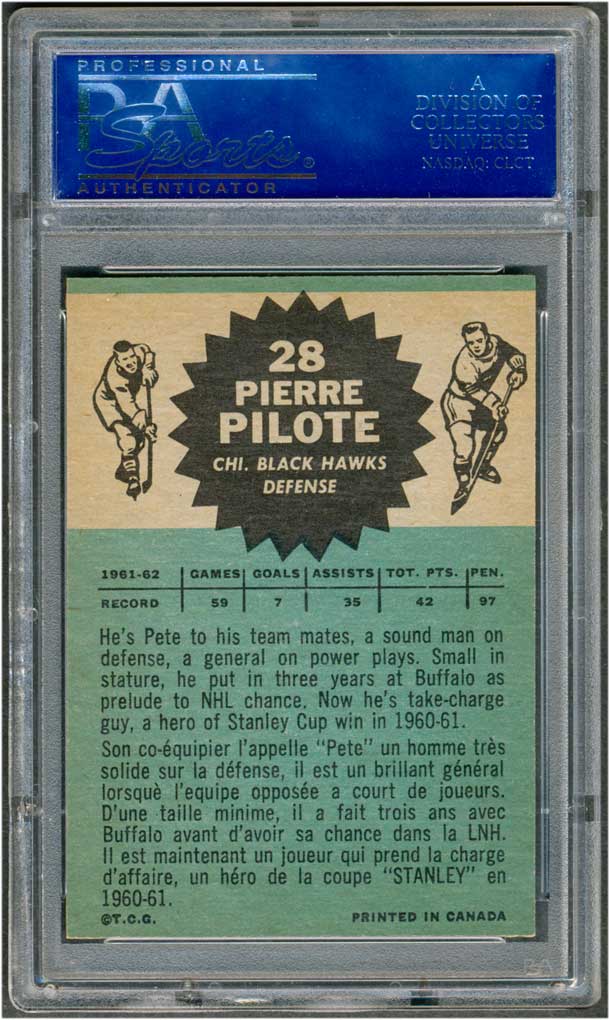 PROFESSIONAL
PSA
Sports®
AUTHENTICATOR
A
DIVISION OF
COLLECTORS
UNIVERSE
NASDAQ: CLCT
28
PIERRE
PILOTE
CHI. BLACK HAWKS
DEFENSE
1961-62 GAMES GOALS ASSISTS TOT. PTS. PEN.
RECORD 59 7 35 42 97
He's Pete to his team mates, a sound man on
defense, a general on power plays. Small in
stature, he put in three years at Buffalo as
prelude to NHL chance. Now he's take-charge
guy, a hero of Stanley Cup win in 1960-61.
Son co-équipier l'appelle "Pete" un homme très
solide sur la défense, il est un brillant général
lorsquè l'equipe opposée a court de joueurs.
D'une taille minime, il a fait trois ans avec
Buffalo avant d'avoir sa chance dans la LNH.
Il est maintenant un joueur qui prend la charge
d'affaire, un héro de la coupe "STANLEY" en
1960-61.
©T.C.G. PRINTED IN CANADA
PSA